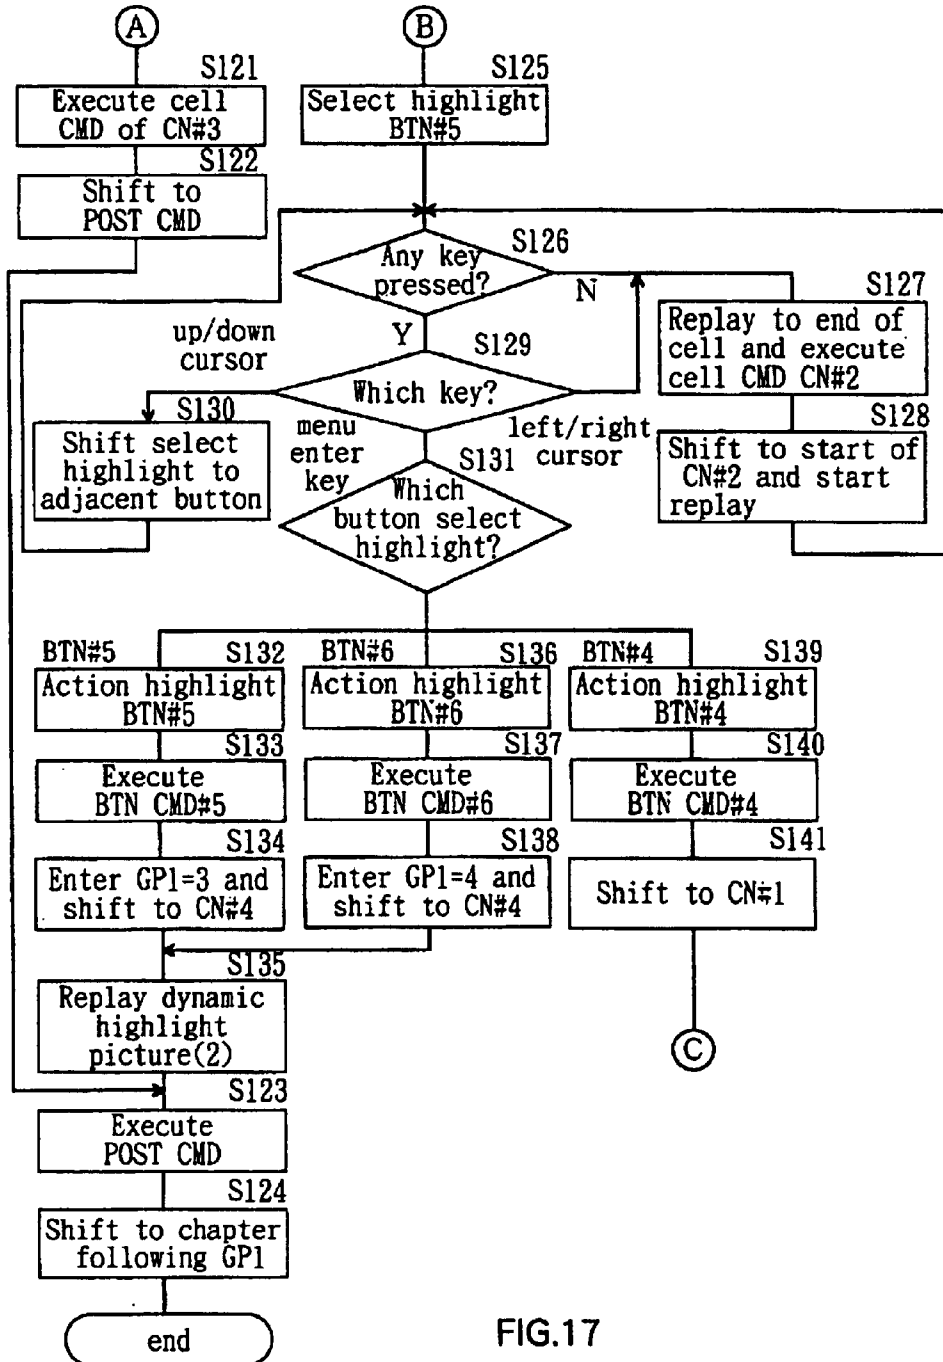 A
B
S121
Execute cell
CMD of CN#3
S122
Shift to
POST CMD
S125
Select highlight
BTN#5
S126
Any key
pressed?
N
Y
S127
Replay to end of
cell and execute
cell CMD CN#2
S128
Shift to start of
CN#2 and start
replay
up/down
cursor
S129
Which key?
left/right
cursor
S130
Shift select
highlight to
adjacent button
menu
enter
key
S131
Which
button select
highlight?
BTN#5
S132
Action highlight
BTN#5
S133
Execute
BTN CMD#5
S134
Enter GP1=3 and
shift to CN#4
BTN#6
S136
Action highlight
BTN#6
S137
Execute
BTN CMD#6
S138
Enter GP1=4 and
shift to CN#4
BTN#4
S139
Action highlight
BTN#4
S140
Execute
BTN CMD#4
S141
Shift to CN#1
C
S135
Replay dynamic
highlight
picture(2)
S123
Execute
POST CMD
S124
Shift to chapter
following GP1
end
FIG.17